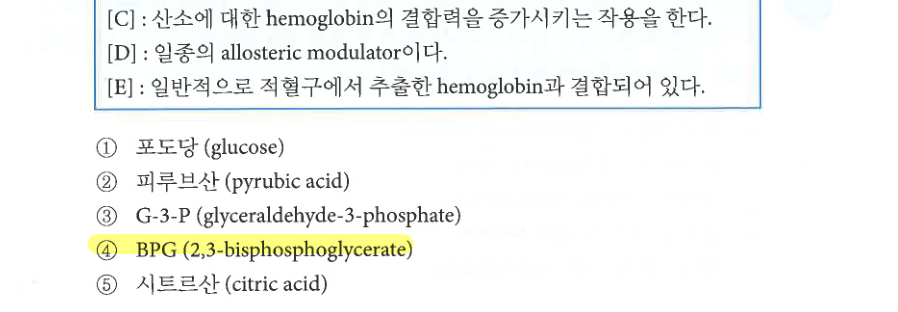 [C] : 산소에 대한 hemoglobin의 결합력을 증가시키는 작용을 한다.
[D] : 일종의 allosteric modulator이다.
[E] : 일반적으로 적혈구에서 추출한 hemoglobin과 결합되어 있다.
① 포도당 (glucose)
② 피루브산 (pyrubic acid)
③ G-3-P (glyceraldehyde-3-phosphate)
④ BPG (2,3-bisphosphoglycerate)
⑤ 시트르산 (citric acid)